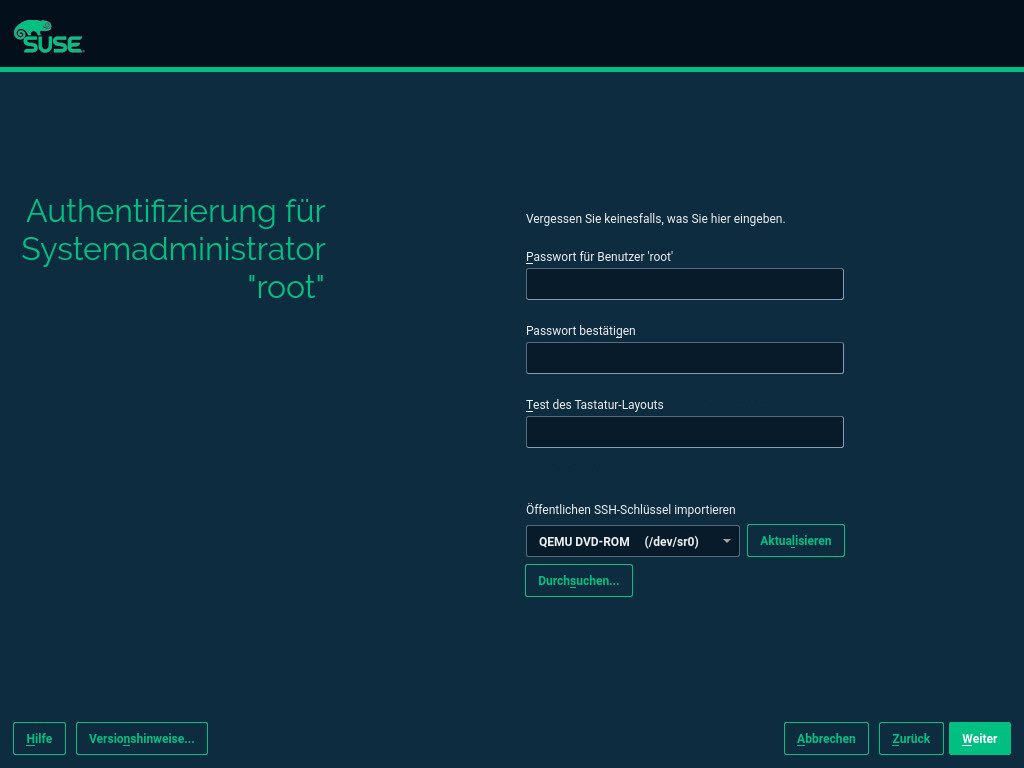 SUSE
Authentifizierung für
Systemadministrator
"root"
Vergessen Sie keinesfalls, was Sie hier eingeben.
Passwort für Benutzer 'root'
Passwort bestätigen
Test des Tastatur-Layouts
Öffentlichen SSH-Schlüssel importieren
QEMU DVD-ROM (/dev/sr0)
Aktualisieren
Durchsuchen...
Hilfe
Versionshinweise...
Abbrechen
Zurück
Weiter